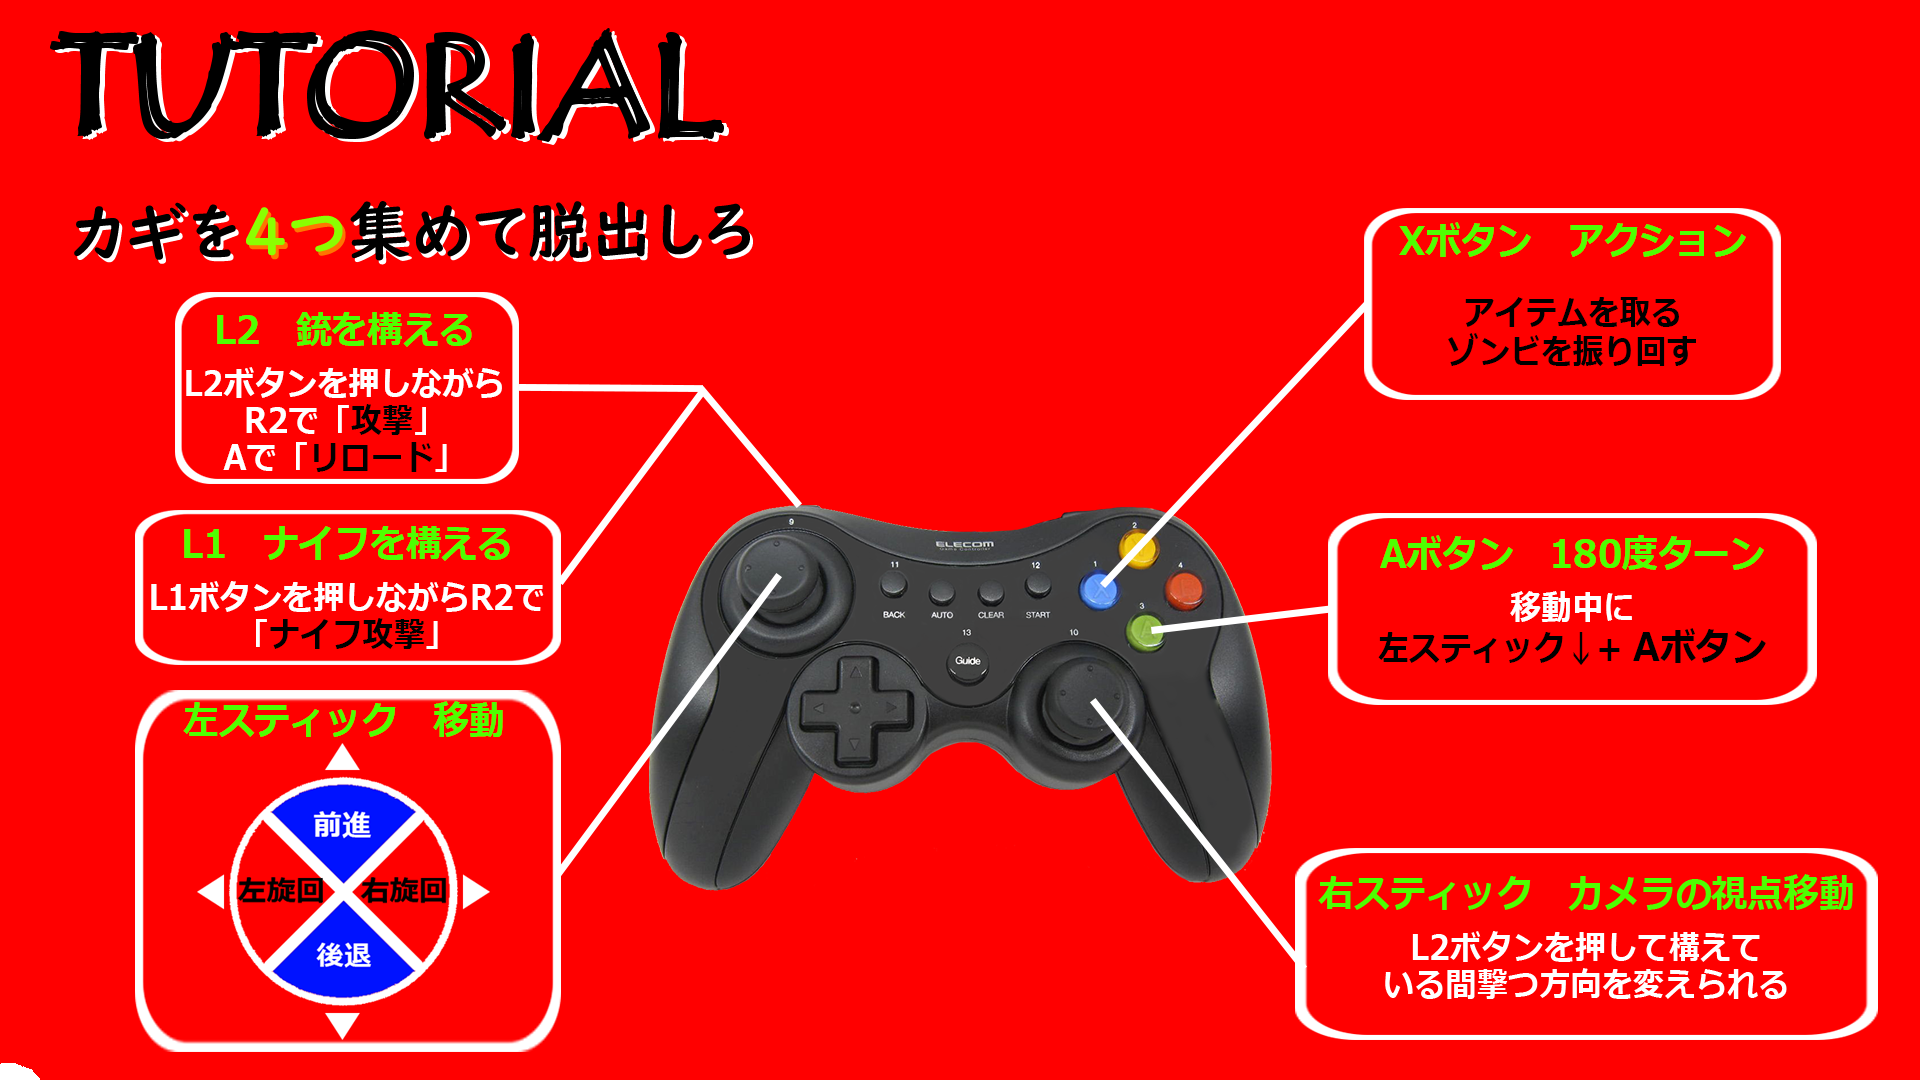 TUTORIAL
カギを4つ集めて脱出しろ
L2　銃を構える
L2ボタンを押しながら
R2で「攻撃」
Aで「リロード」
L1　ナイフを構える
L1ボタンを押しながらR2で
「ナイフ攻撃」
左スティック　移動
前進
左旋回
右旋回
後退
Xボタン　アクション
アイテムを取る
ゾンビを振り回す
Aボタン　180度ターン
移動中に
左スティック↓+ Aボタン
右スティック　カメラの視点移動
L2ボタンを押して構えて
いる間撃つ方向を変えられる
9
ELECOM
Game Controller
11
12
BACK
AUTO
CLEAR
START
13
Guide
10
2
1
4
3
X
B
A